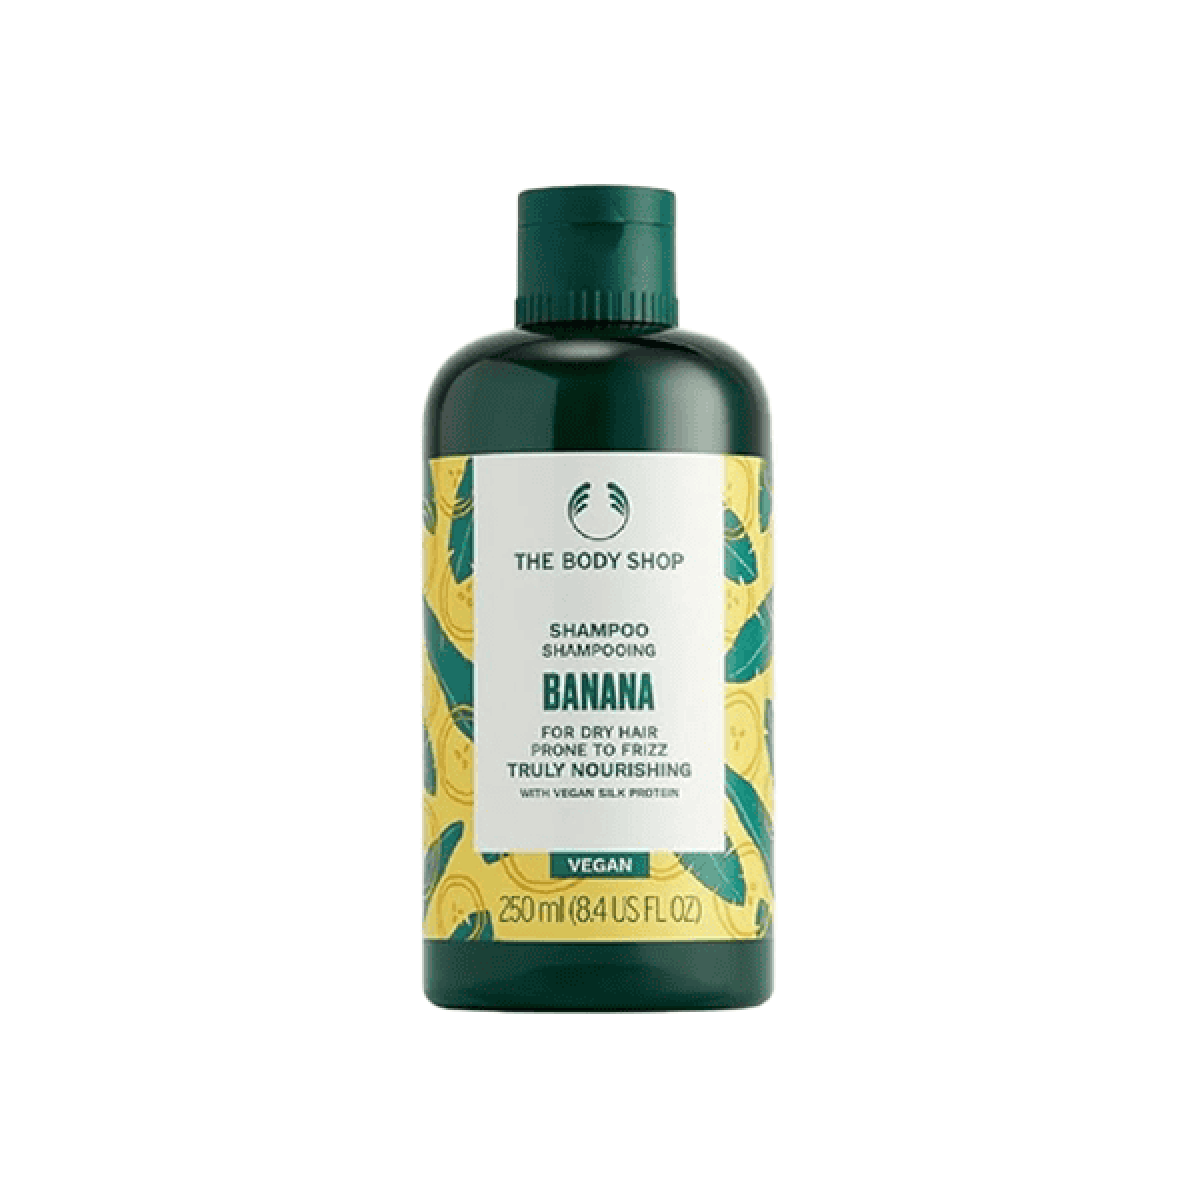 THE BODY SHOP
SHAMPOO
SHAMPOOING
BANANA
FOR DRY HAIR
PRONE TO FRIZZ
TRULY NOURISHING
WITH VEGAN SILK PROTEIN
VEGAN
250 ml (8.4 US FL OZ)